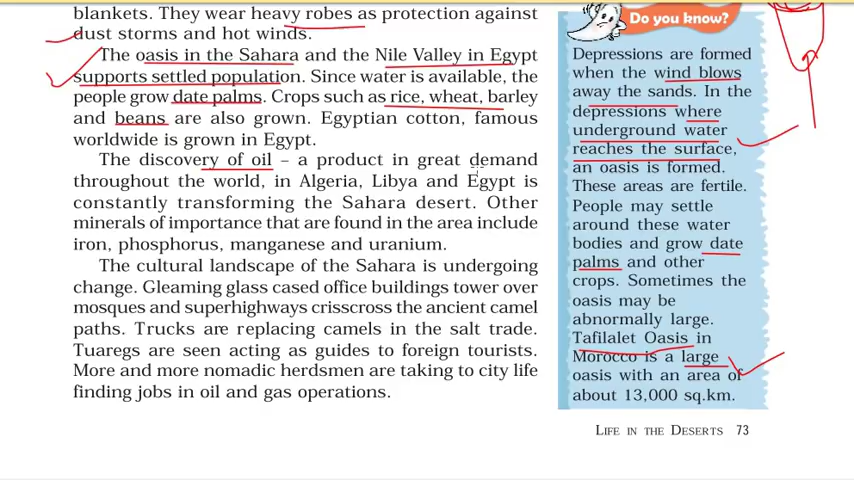 blankets. They wear heavy robes as protection against
dust storms and hot winds.
The oasis in the Sahara and the Nile Valley in Egypt
supports settled population. Since water is available, the
people grow date palms. Crops such as rice, wheat, barley
and beans are also grown. Egyptian cotton, famous
worldwide is grown in Egypt.
The discovery of oil – a product in great demand
throughout the world, in Algeria, Libya and Egypt is
constantly transforming the Sahara desert. Other
minerals of importance that are found in the area include
iron, phosphorus, manganese and uranium.
The cultural landscape of the Sahara is undergoing
change. Gleaming glass cased office buildings tower over
mosques and superhighways crisscross the ancient camel
paths. Trucks are replacing camels in the salt trade.
Tuaregs are seen acting as guides to foreign tourists.
More and more nomadic herdsmen are taking to city life
finding jobs in oil and gas operations.
Do you know?
Depressions are formed
when the wind blows
away the sands. In the
depressions where
underground water
reaches the surface,
an oasis is formed.
These areas are fertile.
People may settle
around these water
bodies and grow date
palms and other
crops. Sometimes the
oasis may be
abnormally large.
Tafilalet Oasis in
Morocco is a large
oasis with an area of
about 13,000 sq.km.
LIFE IN THE DESERTS 73